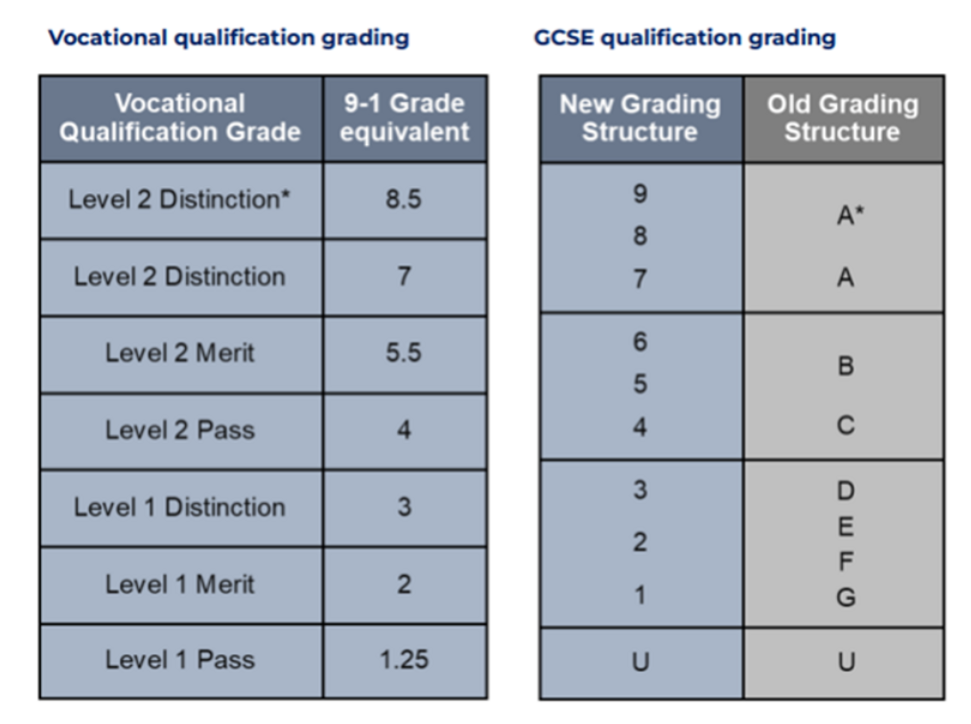 Vocational qualification grading
Vocational Qualification Grade 9-1 Grade equivalent
Level 2 Distinction* 8.5
Level 2 Distinction 7
Level 2 Merit 5.5
Level 2 Pass 4
Level 1 Distinction 3
Level 1 Merit 2
Level 1 Pass 1.25
GCSE qualification grading
New Grading Structure Old Grading Structure
9
A*
8
7 A
6
B
5
4 C
3 D
E
2
F
1 G
U U